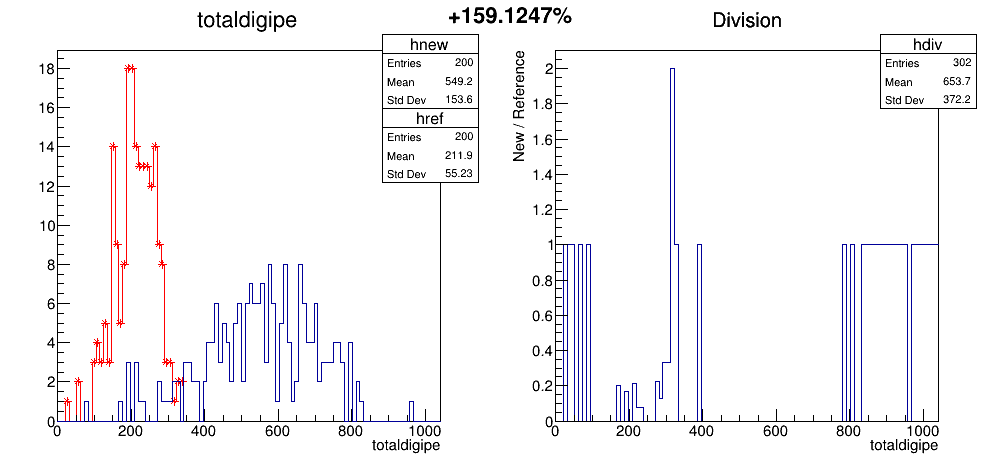 +159.1247%
totaldigipe
hnew
Entries 200
Mean 549.2
Std Dev 153.6
href
Entries 200
Mean 211.9
Std Dev 55.23
18
16
14
12
10
8
6
4
2
0
0 200 400 600 800 1000
totaldigipe
Division
hdiv
Entries 302
Mean 653.7
Std Dev 372.2
New / Reference
2
1.8
1.6
1.4
1.2
1
0.8
0.6
0.4
0.2
0
0 200 400 600 800 1000
totaldigipe